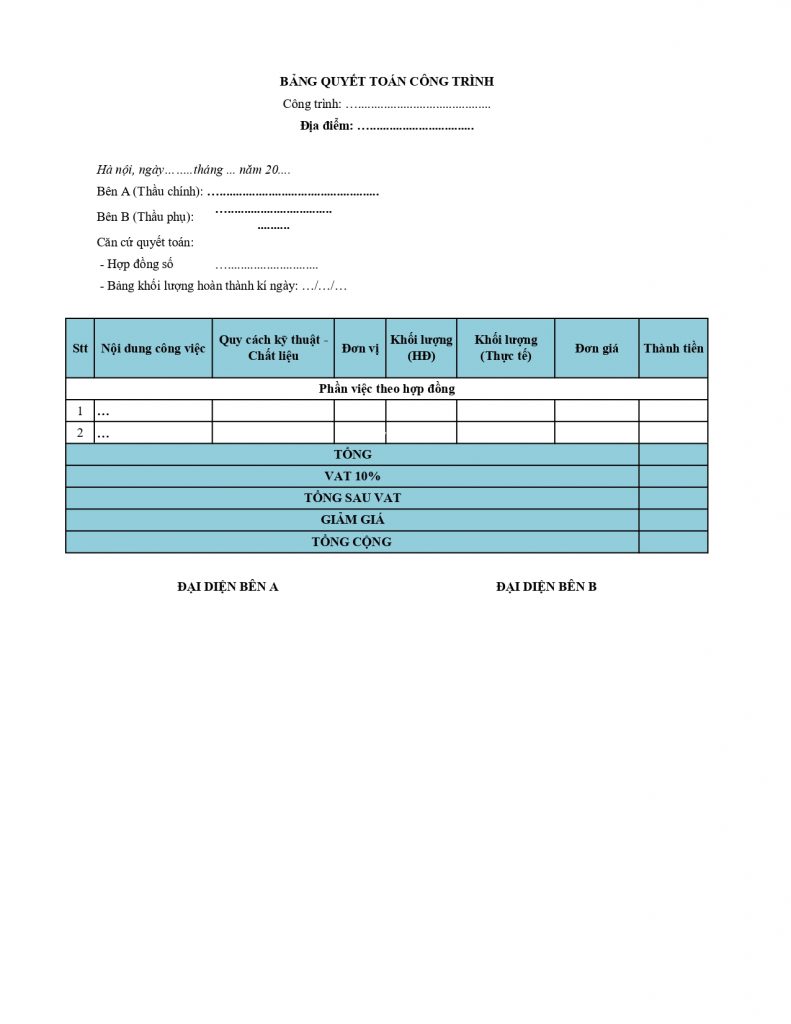 BẢNG QUYẾT TOÁN CÔNG TRÌNH
Công trình: …..........................................
Địa điểm: …..................................
Hà nội, ngày…….tháng ... năm 20....
Bên A (Thầu chính): …....................................................
Bên B (Thầu phụ): …..................................
..........
Căn cứ quyết toán:
- Hợp đồng số …............................
- Bảng khối lượng hoàn thành kí ngày: …/…/…
Stt Nội dung công việc Quy cách kỹ thuật - Chất liệu Đơn vị Khối lượng (HĐ) Khối lượng (Thực tế) Đơn giá Thành tiền
Phần việc theo hợp đồng
1 …
2 …
TỔNG
VAT 10%
TỔNG SAU VAT
GIẢM GIÁ
TỔNG CỘNG
ĐẠI DIỆN BÊN A ĐẠI DIỆN BÊN B